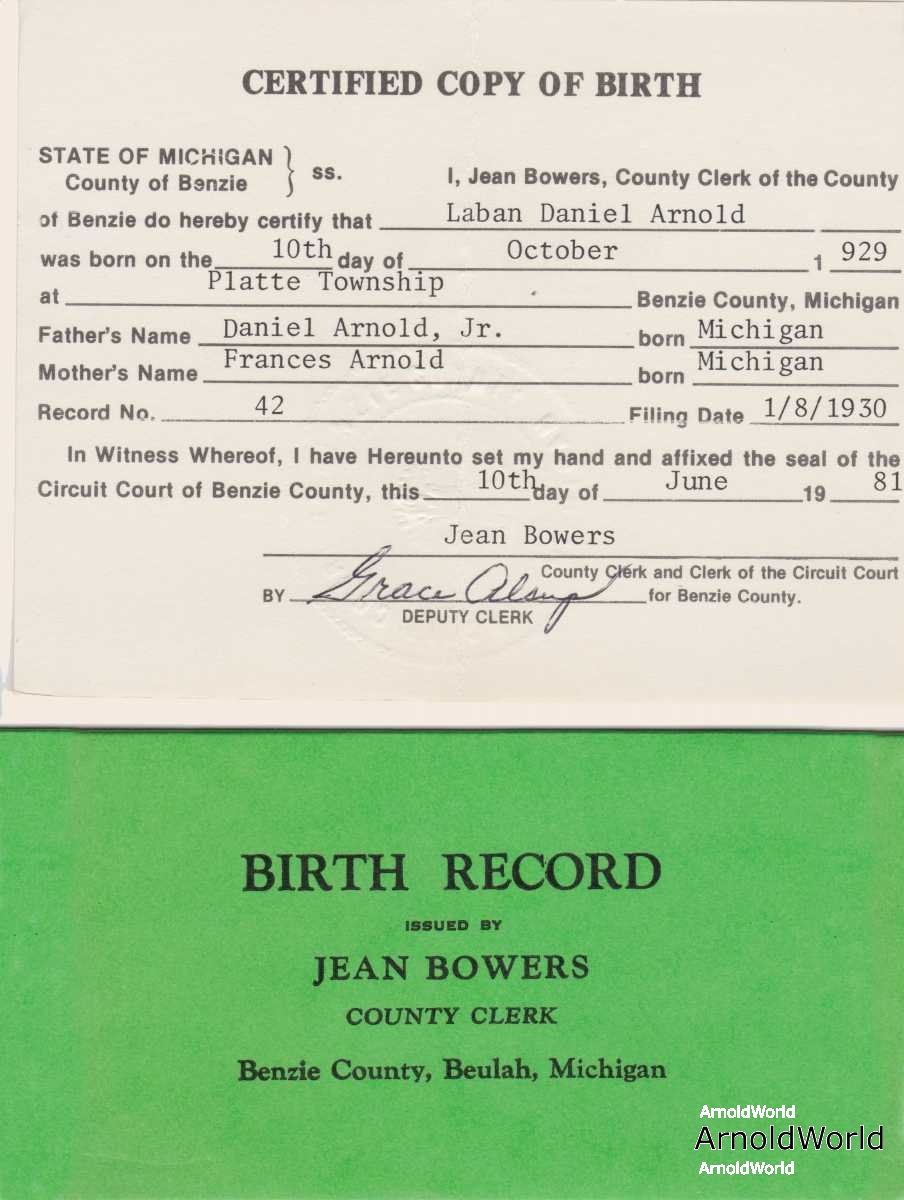 CERTIFIED COPY OF BIRTH
STATE OF MICHIGAN } ss. I, Jean Bowers, County Clerk of the County
County of Benzie
of Benzie do hereby certify that Laban Daniel Arnold
was born on the 10th day of October 1 929
at Platte Township Benzie County, Michigan
Father's Name Daniel Arnold, Jr. born Michigan
Mother's Name Frances Arnold born Michigan
Record No. 42 Filing Date 1/8/1930
In Witness Whereof, I have Hereunto set my hand and affixed the seal of the
Circuit Court of Benzie County, this 10th day of June 19 81
Jean Bowers
County Clerk and Clerk of the Circuit Court
BY Grace Alsup for Benzie County.
DEPUTY CLERK
BIRTH RECORD
ISSUED BY
JEAN BOWERS
COUNTY CLERK
Benzie County, Beulah, Michigan
ArnoldWorld
ArnoldWorld
ArnoldWorld